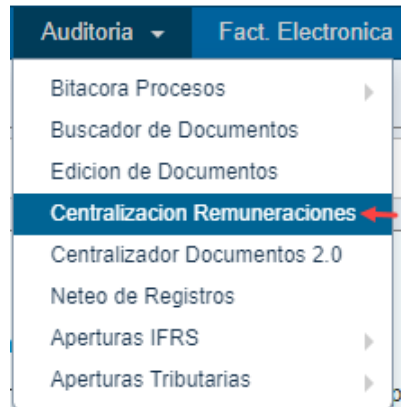 Auditoria Fact. Electronica
Bitacora Procesos
Buscador de Documentos
Edicion de Documentos
Centralizacion Remuneraciones
Centralizador Documentos 2.0
Neteo de Registros
Aperturas IFRS
Aperturas Tributarias